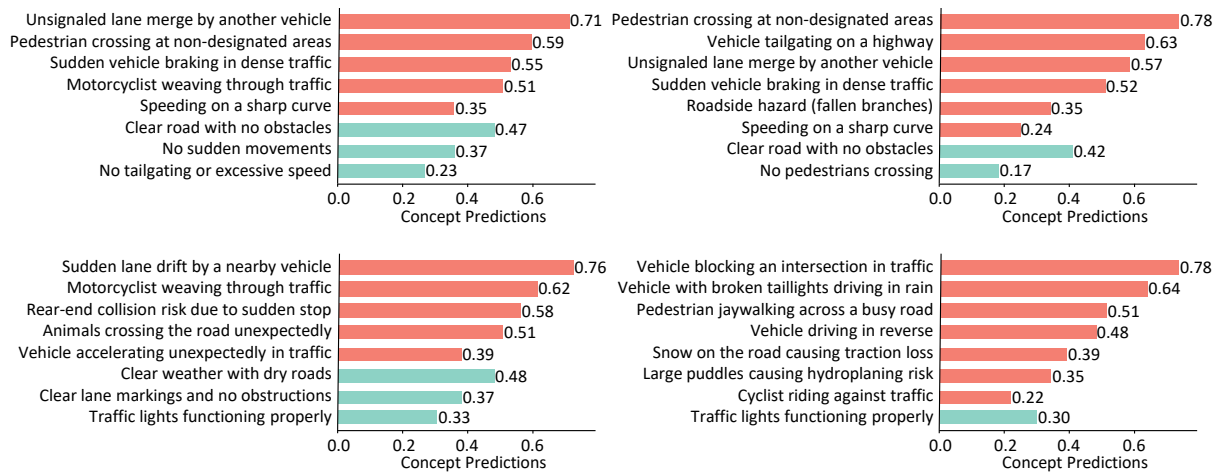 Unsignaled lane merge by another vehicle 0.71
Pedestrian crossing at non-designated areas 0.59
Sudden vehicle braking in dense traffic 0.55
Motorcyclist weaving through traffic 0.51
Speeding on a sharp curve 0.35
Clear road with no obstacles 0.47
No sudden movements 0.37
No tailgating or excessive speed 0.23
0.0 0.2 0.4 0.6
Concept Predictions
Pedestrian crossing at non-designated areas 0.78
Vehicle tailgating on a highway 0.63
Unsignaled lane merge by another vehicle 0.57
Sudden vehicle braking in dense traffic 0.52
Roadside hazard (fallen branches) 0.35
Speeding on a sharp curve 0.24
Clear road with no obstacles 0.42
No pedestrians crossing 0.17
0.0 0.2 0.4 0.6
Concept Predictions
Sudden lane drift by a nearby vehicle 0.76
Motorcyclist weaving through traffic 0.62
Rear-end collision risk due to sudden stop 0.58
Animals crossing the road unexpectedly 0.51
Vehicle accelerating unexpectedly in traffic 0.39
Clear weather with dry roads 0.48
Clear lane markings and no obstructions 0.37
Traffic lights functioning properly 0.33
0.0 0.2 0.4 0.6
Concept Predictions
Vehicle blocking an intersection in traffic 0.78
Vehicle with broken taillights driving in rain 0.64
Pedestrian jaywalking across a busy road 0.51
Vehicle driving in reverse 0.48
Snow on the road causing traction loss 0.39
Large puddles causing hydroplaning risk 0.35
Cyclist riding against traffic 0.22
Traffic lights functioning properly 0.30
0.0 0.2 0.4 0.6
Concept Predictions